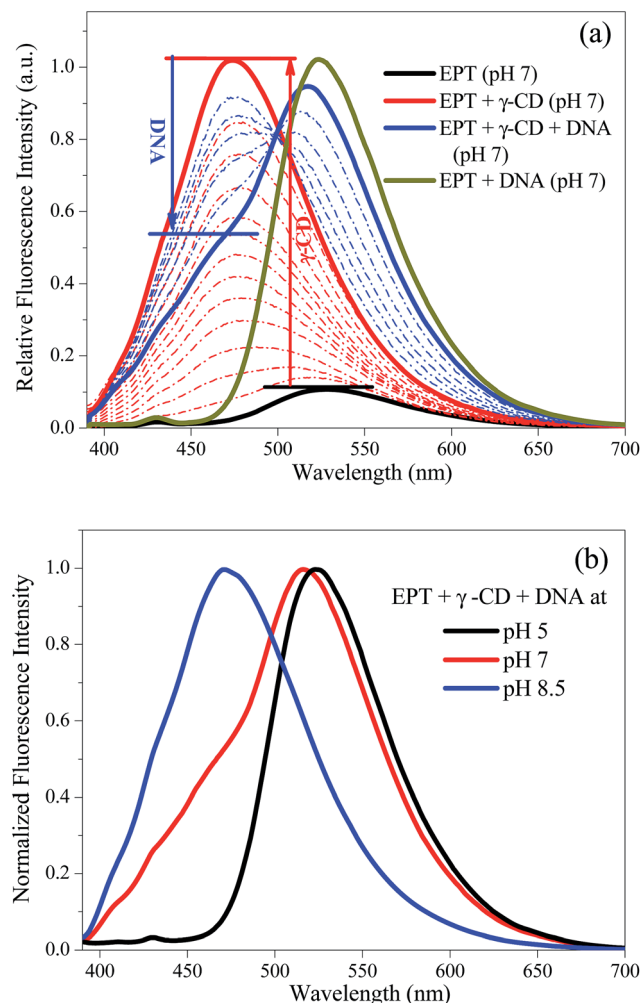 (a)
EPT (pH 7)
EPT + γ-CD (pH 7)
EPT + γ-CD + DNA
(pH 7)
EPT + DNA (pH 7)
DNA
γ-CD
Relative Fluorescence Intensity (a.u.)
1.0
0.8
0.6
0.4
0.2
0.0
400 450 500 550 600 650 700
Wavelength (nm)
(b)
EPT + γ -CD + DNA at
pH 5
pH 7
pH 8.5
Normalized Fluorescence Intensity
1.0
0.8
0.6
0.4
0.2
0.0
400 450 500 550 600 650 700
Wavelength (nm)